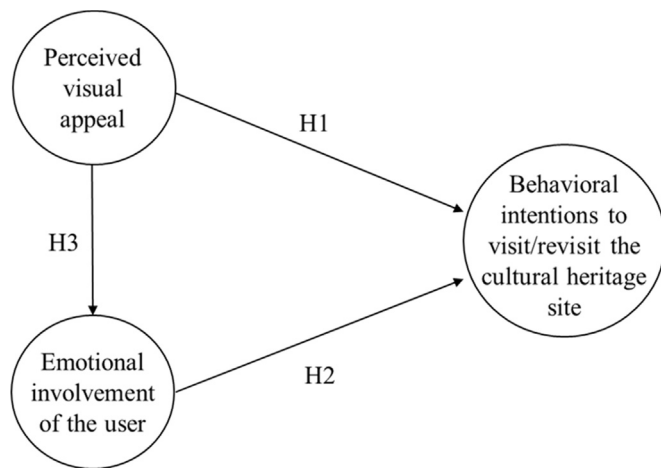 Perceived
visual
appeal
H1
Behavioral
intentions to
visit/revisit the
cultural heritage
site
H3
Emotional
involvement
of the user
H2